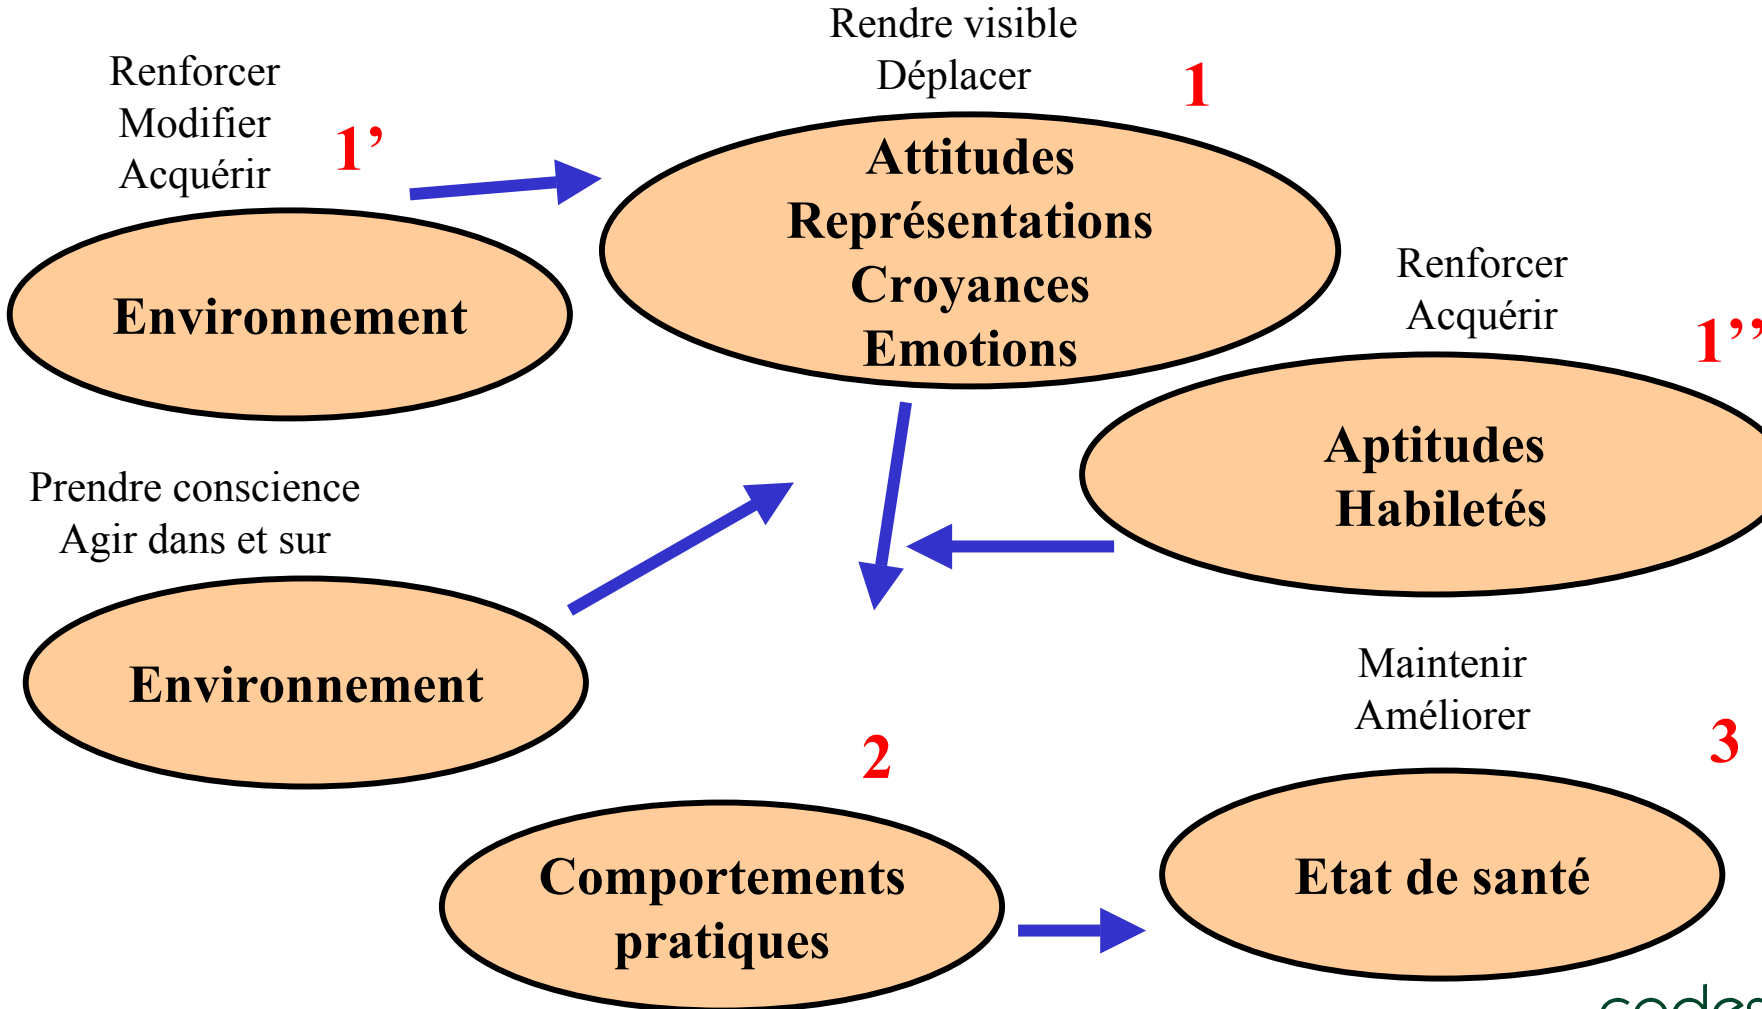 Rendre visible
Déplacer
1
Renforcer
Modifier
Acquérir
1’
Attitudes
Représentations
Croyances
Emotions
Environnement
Renforcer
Acquérir
1’’
Aptitudes
Habiletés
Prendre conscience
Agir dans et sur
Environnement
Maintenir
Améliorer
2
3
Comportements
pratiques
Etat de santé
codes